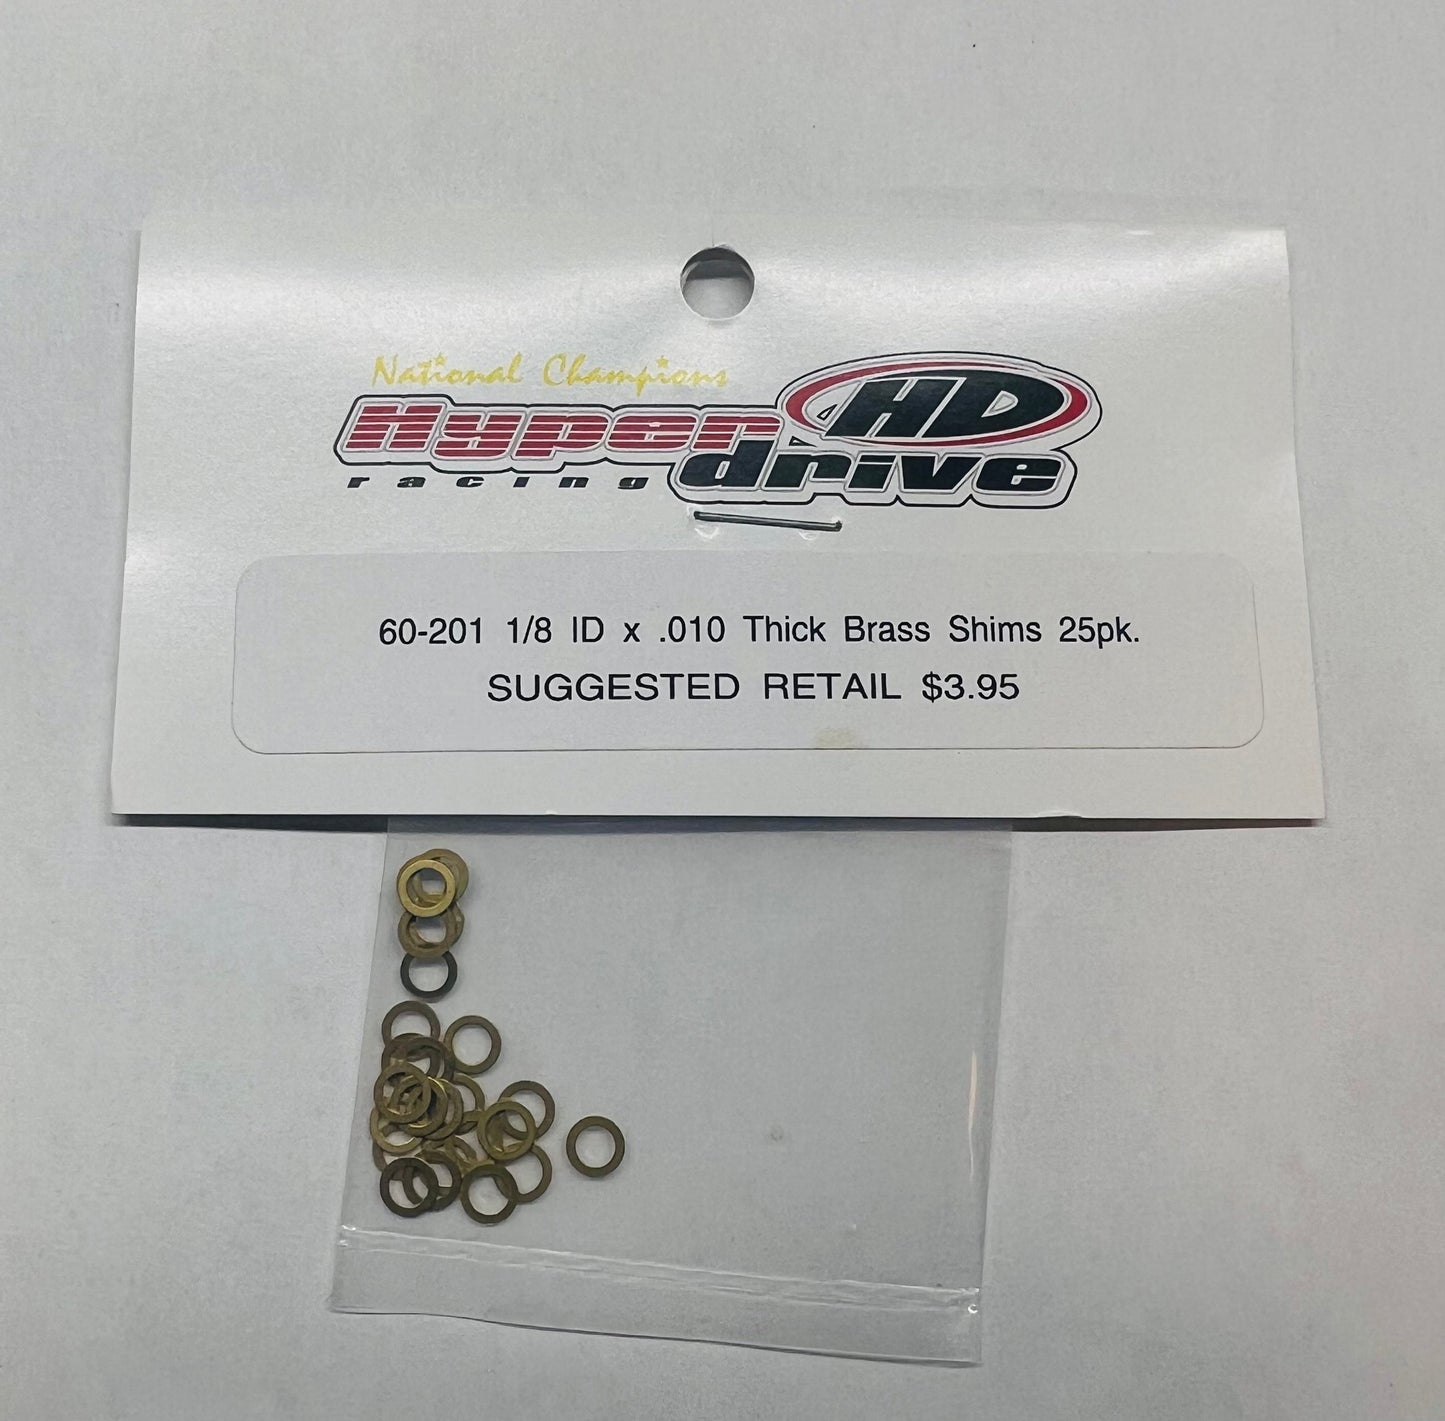 National Champions
HD
Hyper
drive
racing
60-201 1/8 ID x .010 Thick Brass Shims 25pk.
SUGGESTED RETAIL $3.95